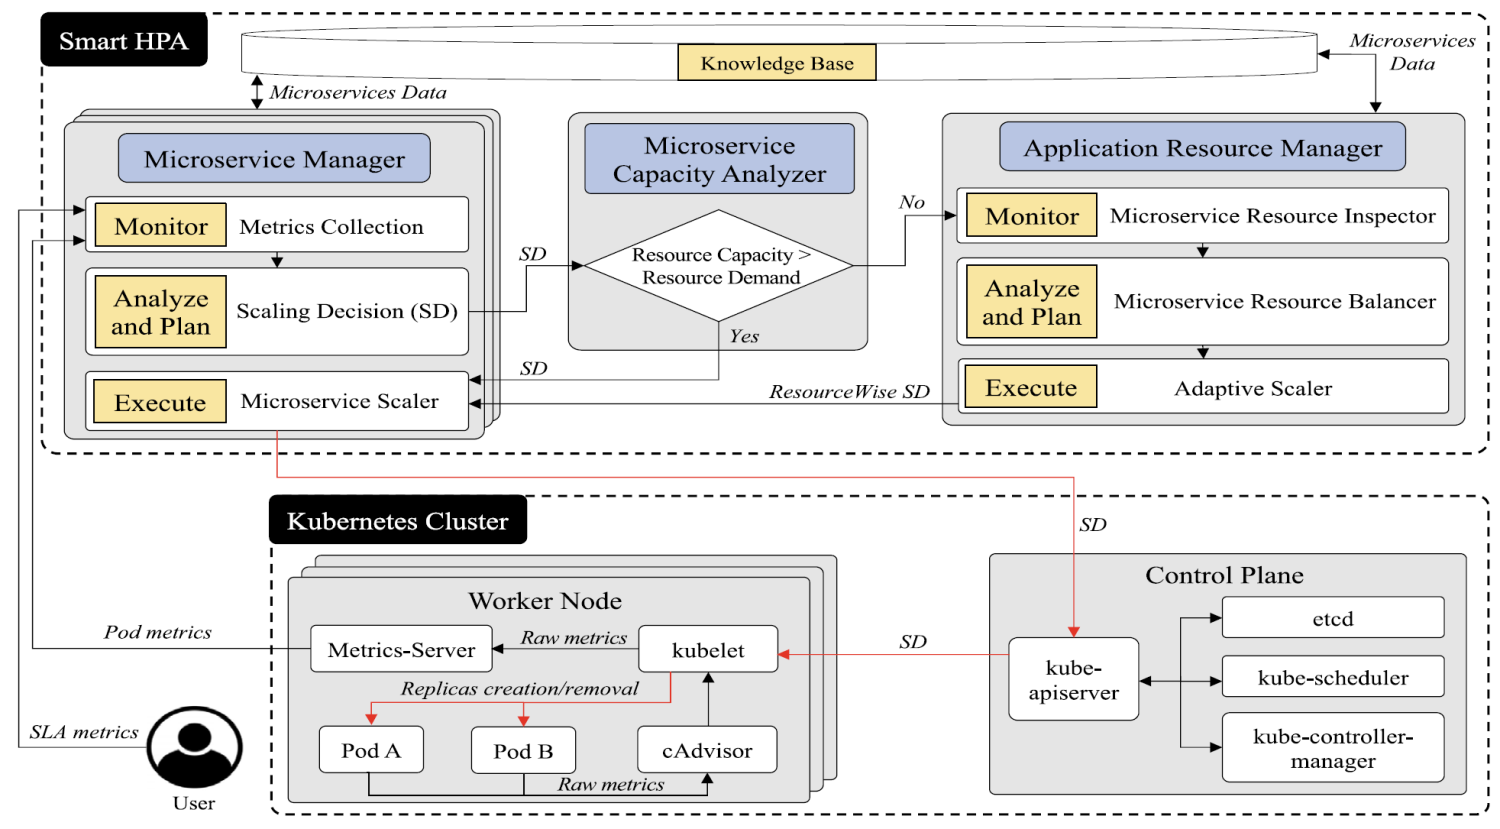 Smart HPA
Knowledge Base
Microservices
Data
Microservices Data
Microservice Manager
Monitor
Metrics Collection
Analyze
and Plan
Scaling Decision (SD)
Execute
Microservice Scaler
SD
Microservice
Capacity Analyzer
Resource Capacity >
Resource Demand
Yes
SD
No
Application Resource Manager
Monitor
Microservice Resource Inspector
Analyze
and Plan
Microservice Resource Balancer
Execute
Adaptive Scaler
ResourceWise SD
Kubernetes Cluster
SD
Worker Node
Metrics-Server
Raw metrics
kubelet
Replicas creation/removal
Pod A
Pod B
cAdvisor
Raw metrics
SD
Control Plane
kube-
apiserver
etcd
kube-scheduler
kube-controller-
manager
Pod metrics
SLA metrics
User